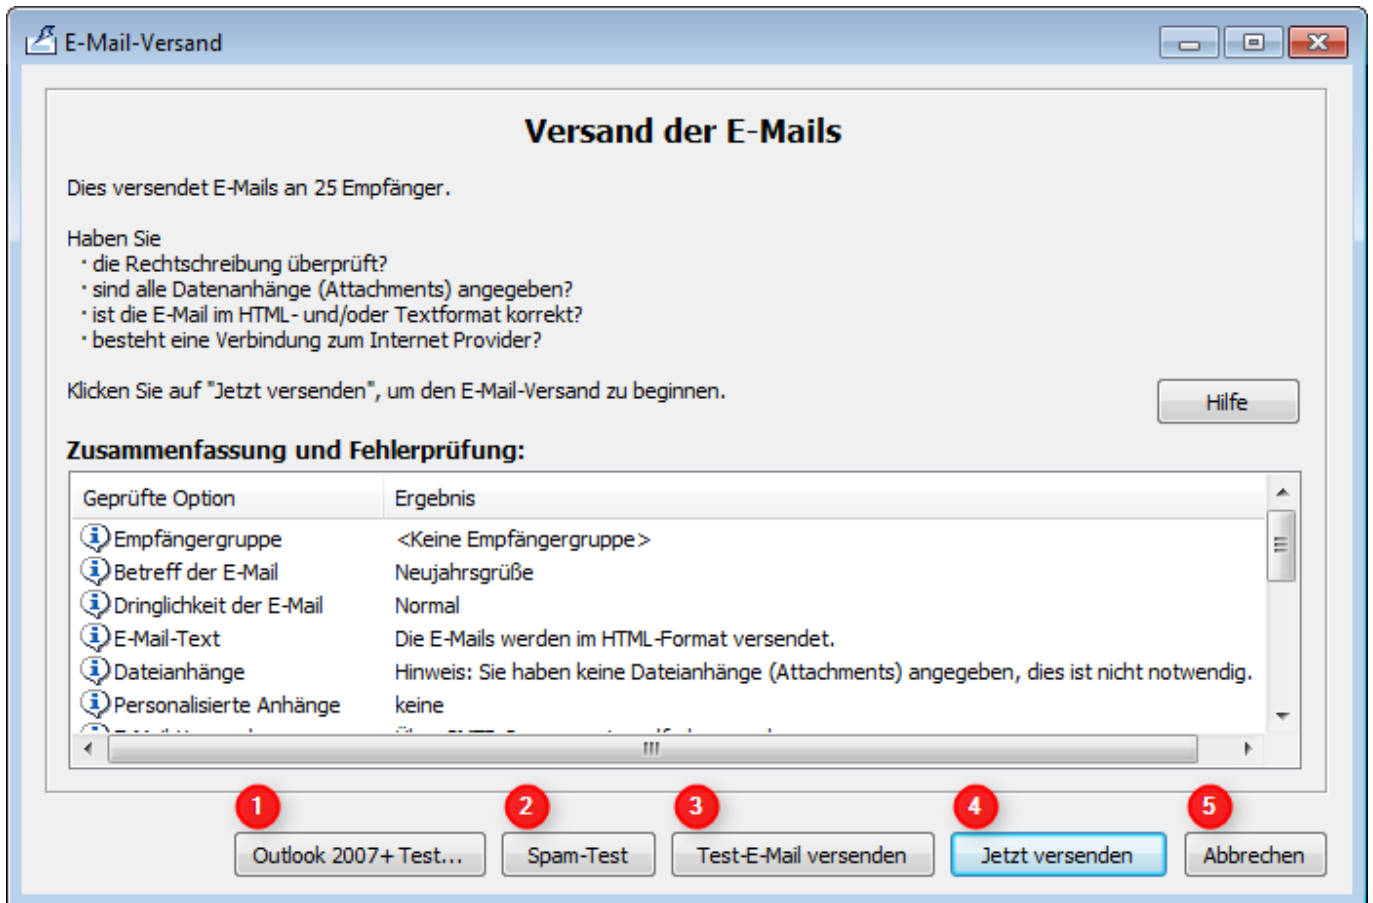 E-Mail-Versand
Versand der E-Mails
Dies versendet E-Mails an 25 Empfänger.
Haben Sie
· die Rechtschreibung überprüft?
· sind alle Datenanhänge (Attachments) angegeben?
· ist die E-Mail im HTML- und/oder Textformat korrekt?
· besteht eine Verbindung zum Internet Provider?
Klicken Sie auf "Jetzt versenden", um den E-Mail-Versand zu beginnen.
Hilfe
Zusammenfassung und Fehlerprüfung:
Geprüfte Option Ergebnis
Empfängergruppe <Keine Empfängergruppe>
Betreff der E-Mail Neujahrsgrüße
Dringlichkeit der E-Mail Normal
E-Mail-Text Die E-Mails werden im HTML-Format versendet.
Dateianhänge Hinweis: Sie haben keine Dateianhänge (Attachments) angegeben, dies ist nicht notwendig.
Personalisierte Anhänge keine
1 2 3 4 5
Outlook 2007+ Test... Spam-Test Test-E-Mail versenden Jetzt versenden Abbrechen